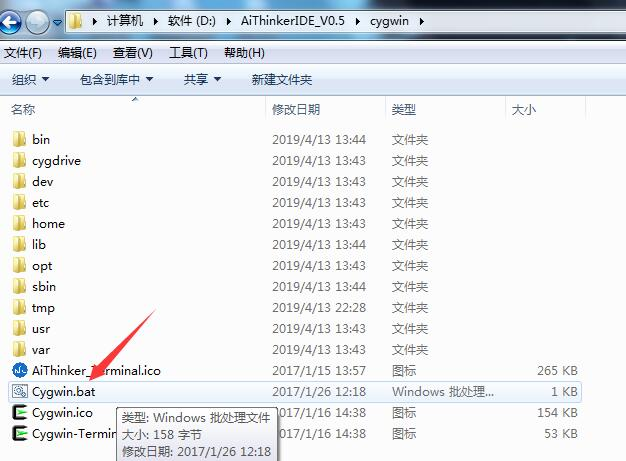 计算机 ▸ 软件 (D:) ▸ AiThinkerIDE_V0.5 ▸ cygwin ▸
文件(F) 编辑(E) 查看(V) 工具(T) 帮助(H)
组织 包含到库中 共享 新建文件夹
名称 修改日期 类型 大小
bin 2019/4/13 13:44 文件夹
cygdrive 2019/4/13 13:43 文件夹
dev 2019/4/13 13:43 文件夹
etc 2019/4/13 13:43 文件夹
home 2019/4/13 13:43 文件夹
lib 2019/4/13 13:44 文件夹
opt 2019/4/13 13:43 文件夹
sbin 2019/4/13 13:44 文件夹
tmp 2019/4/13 22:28 文件夹
usr 2019/4/13 13:43 文件夹
var 2019/4/13 13:43 文件夹
AiThinker_Terminal.ico 2017/1/15 13:57 图标 265 KB
Cygwin.bat 2017/1/26 12:18 Windows 批处理... 1 KB
Cygwin.ico 2017/1/16 14:38 图标 154 KB
Cygwin-Termin 2017/1/16 14:38 图标 53 KB
类型: Windows 批处理文件
大小: 158 字节
修改日期: 2017/1/26 12:18